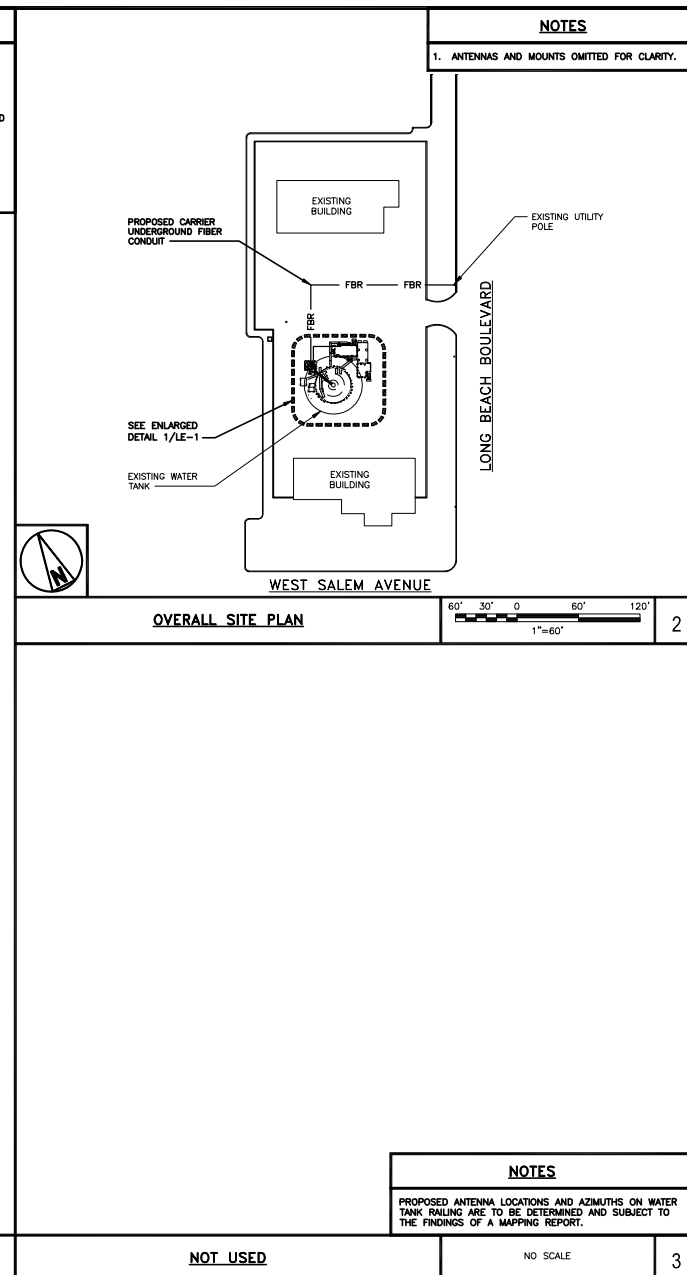 NOTES
1. ANTENNAS AND MOUNTS OMITTED FOR CLARITY.
D
EXISTING
BUILDING
PROPOSED CARRIER
UNDERGROUND FIBER
CONDUIT
EXISTING UTILITY
POLE
FBR
FBR
FBR
LONG BEACH BOULEVARD
SEE ENLARGED
DETAIL 1/LE-1
EXISTING WATER
TANK
EXISTING
BUILDING
N
WEST SALEM AVENUE
OVERALL SITE PLAN
60' 30' 0 60' 120'
1"=60'
2
NOTES
PROPOSED ANTENNA LOCATIONS AND AZIMUTHS ON WATER
TANK RAILING ARE TO BE DETERMINED AND SUBJECT TO
THE FINDINGS OF A MAPPING REPORT.
NOT USED
NO SCALE
3